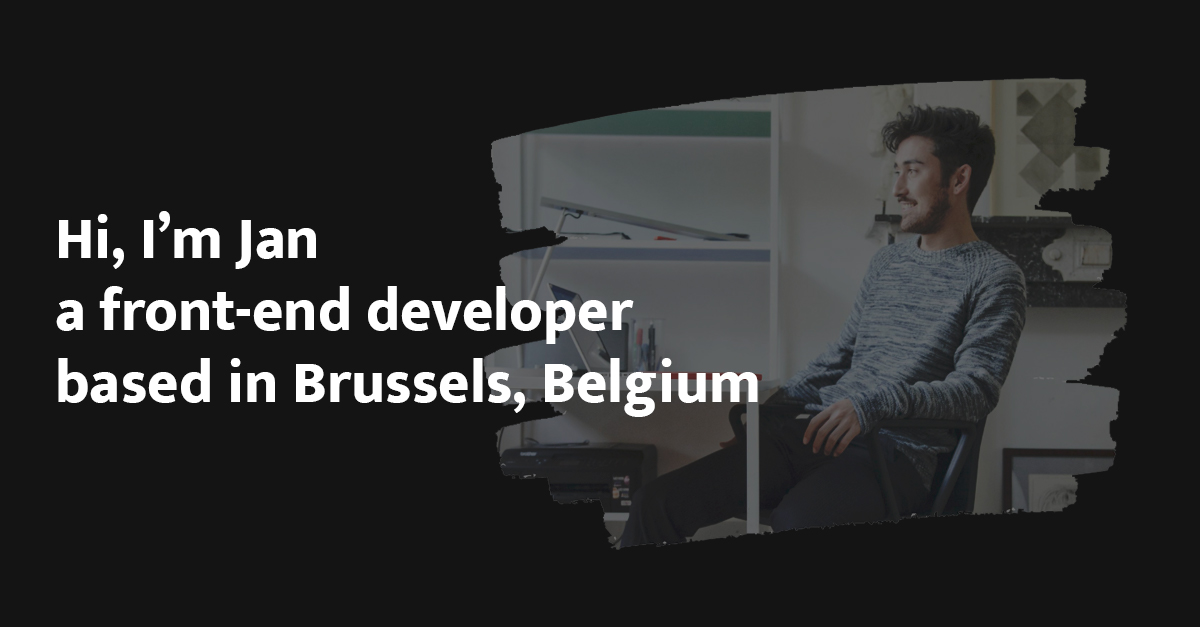 Hi, I’m Jan
a front-end developer
based in Brussels, Belgium